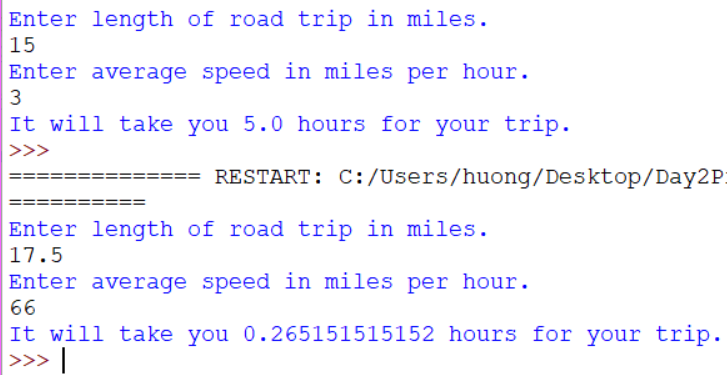 Enter length of road trip in miles.
15
Enter average speed in miles per hour.
3
It will take you 5.0 hours for your trip.
>>>
============== RESTART: C:/Users/huong/Desktop/Day2P
==========
Enter length of road trip in miles.
17.5
Enter average speed in miles per hour.
66
It will take you 0.265151515152 hours for your trip.
>>>